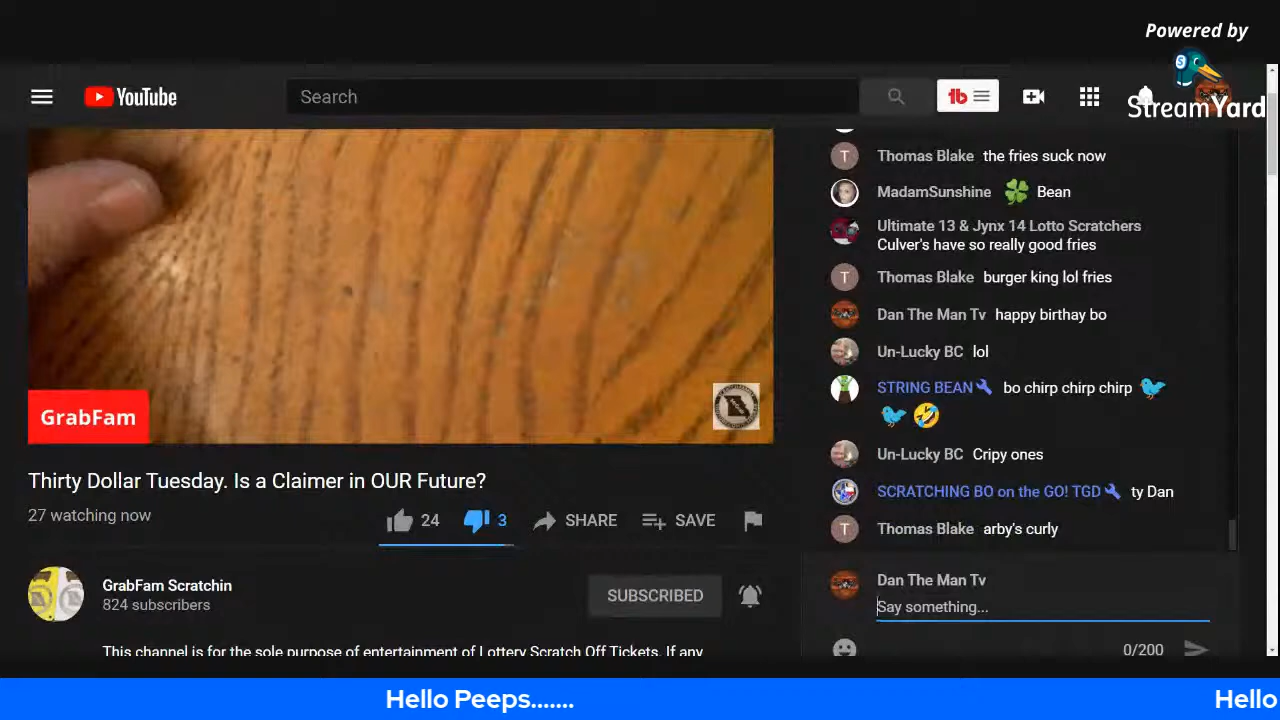 Powered by
StreamYard
YouTube
Search
Thomas Blake the fries suck now
MadamSunshine Bean
Ultimate 13 & Jynx 14 Lotto Scratchers
Culver's have so really good fries
Thomas Blake burger king lol fries
Dan The Man Tv happy birthay bo
Un-Lucky BC lol
STRING BEAN bo chirp chirp chirp
Un-Lucky BC Cripy ones
SCRATCHING BO on the GO! TGD ty Dan
Thomas Blake arby's curly
GrabFam
Thirty Dollar Tuesday. Is a Claimer in OUR Future?
27 watching now
24
3
SHARE
SAVE
GrabFam Scratchin
824 subscribers
SUBSCRIBED
This channel is for the sole purpose of entertainment of Lottery Scratch Off Tickets. If any
Dan The Man Tv
Say something...
0/200
Hello Peeps.......
Hello